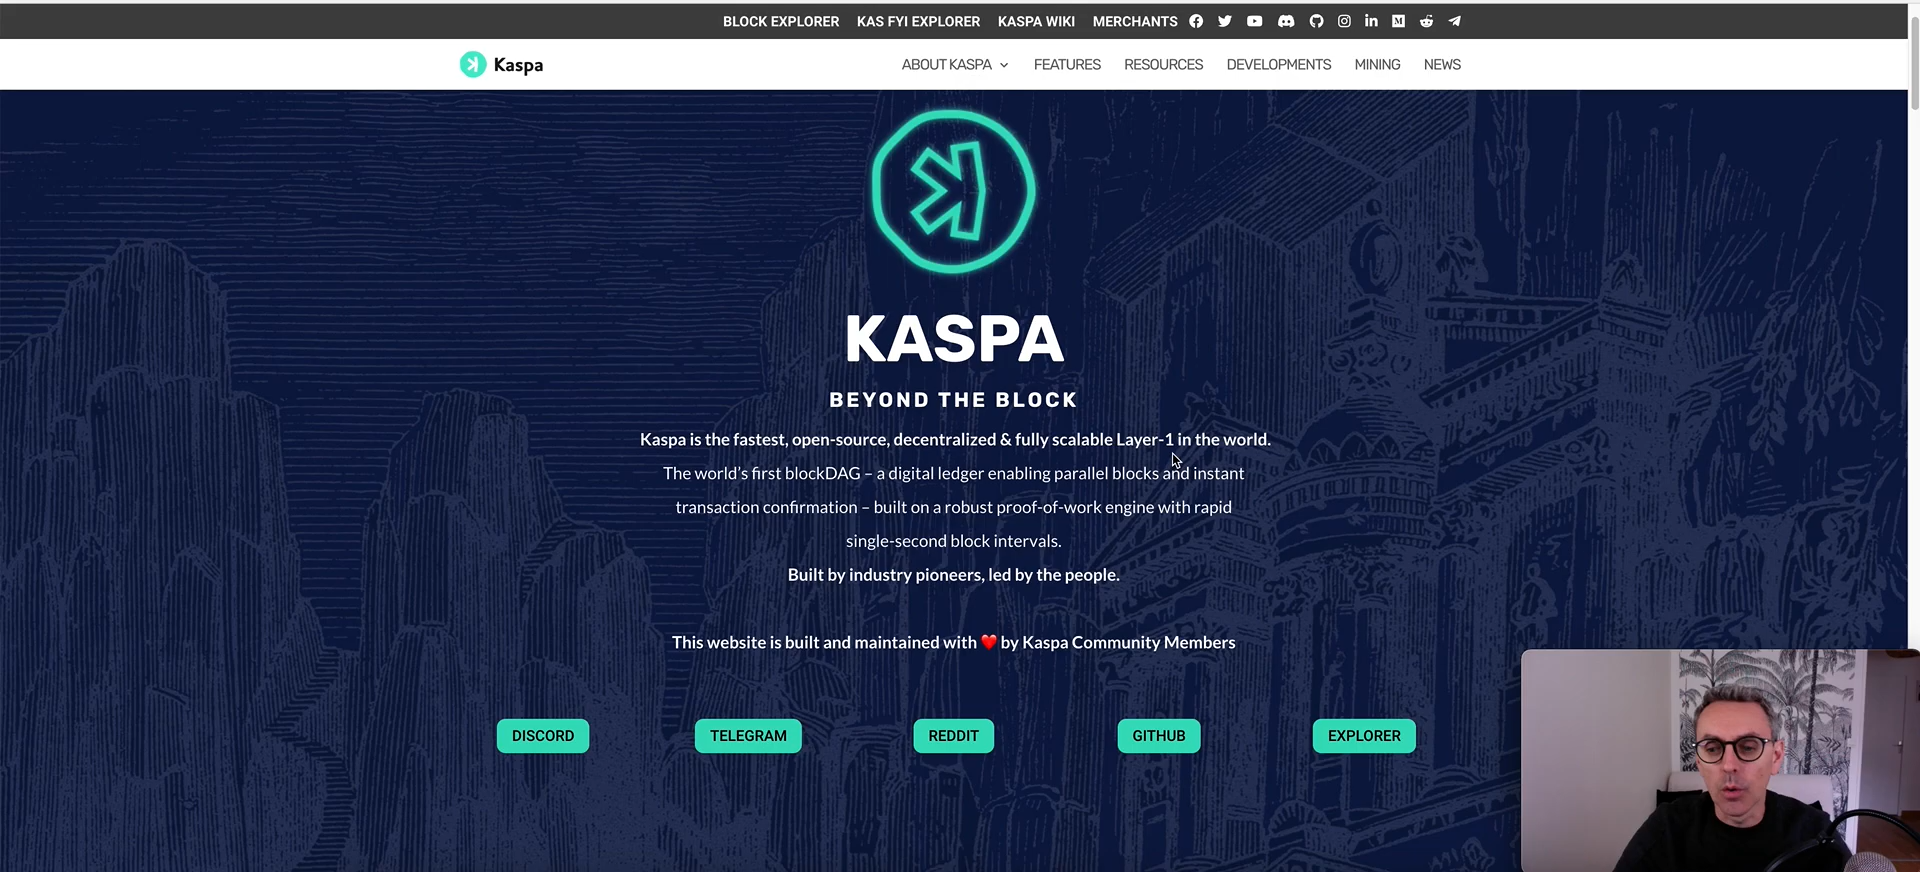 BLOCK EXPLORER KAS FYI EXPLORER KASPA WIKI MERCHANTS
Kaspa ABOUT KASPA FEATURES RESOURCES DEVELOPMENTS MINING NEWS
KASPA
BEYOND THE BLOCK
Kaspa is the fastest, open-source, decentralized & fully scalable Layer-1 in the world.
The world's first blockDAG – a digital ledger enabling parallel blocks and instant
transaction confirmation – built on a robust proof-of-work engine with rapid
single-second block intervals.
Built by industry pioneers, led by the people.
This website is built and maintained with ❤️ by Kaspa Community Members
DISCORD TELEGRAM REDDIT GITHUB EXPLORER